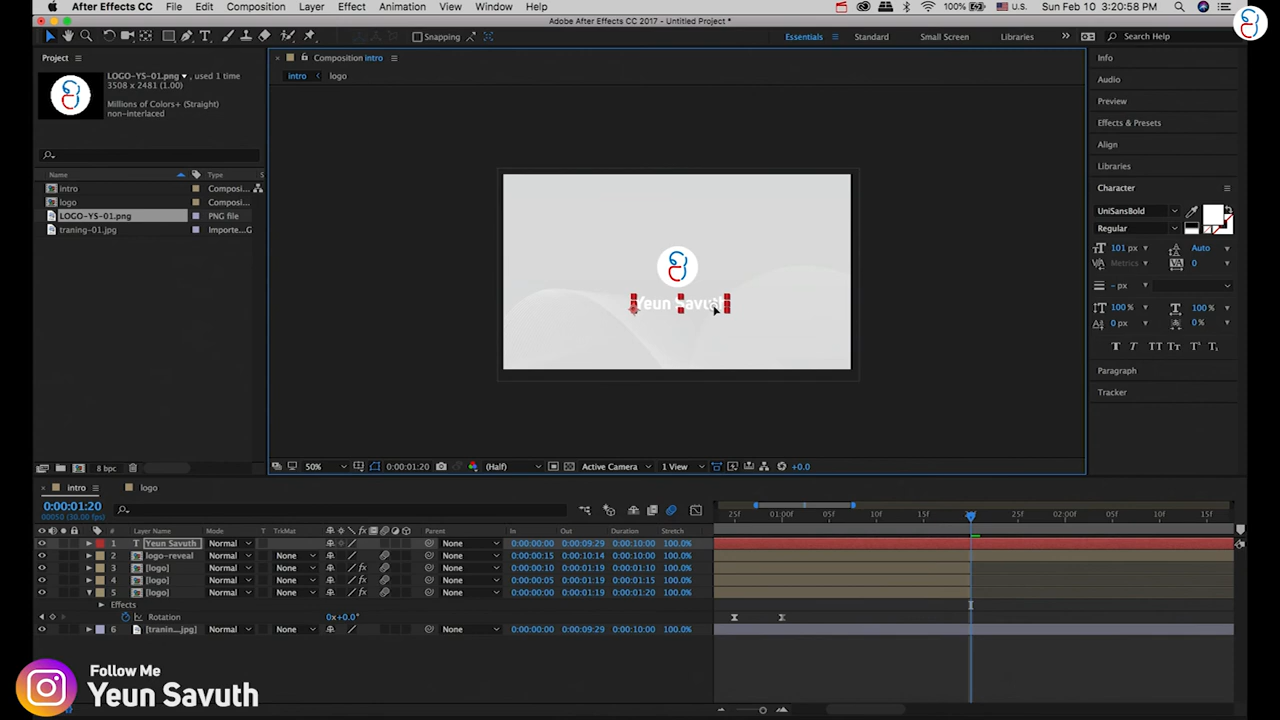 After Effects CC File Edit Composition Layer Effect Animation View Window Help 100% U.S. Sun Feb 10 3:20:58 PM
Adobe After Effects CC 2017 - Untitled Project *
Snapping Essentials Standard Small Screen Libraries Search Help
Project
LOGO-YS-01.png, used 1 time
3508 x 2481 (1.00)
Millions of Colors+ (Straight)
non-interlaced
Name Type S
intro Composi...
logo Composi...
LOGO-YS-01.png PNG file
traning-01.jpg Importe...G
8 bpc
Composition intro
intro logo
Yeun Savuth
50% 0:00:01:20 (Half) Active Camera 1 View +0.0
Info
Audio
Preview
Effects & Presets
Align
Libraries
Character
UniSansBold
Regular
101 px Auto
Metrics 0
- px
100% 100%
0 px 0%
T T TT Tt T' T,
Paragraph
Tracker
intro logo
0:00:01:20
00050 (30.00 fps)
25f 01:00f 05f 10f 15f 20f 25f 02:00f 05f 10f 15f
# Layer Name Mode T TrkMat Parent In Out Duration Stretch
1 T Yeun Savuth Normal None 0:00:00:00 0:00:09:29 0:00:10:00 100.0%
2 logo-reveal Normal None None 0:00:00:15 0:00:10:14 0:00:10:00 100.0%
3 [logo] Normal None None 0:00:00:10 0:00:01:19 0:00:01:10 100.0%
4 [logo] Normal None None 0:00:00:05 0:00:01:19 0:00:01:15 100.0%
5 [logo] Normal None None 0:00:00:00 0:00:01:19 0:00:01:20 100.0%
Effects
Rotation 0x+0.0°
6 [tranin...jpg] Normal None None 0:00:00:00 0:00:09:29 0:00:10:00 100.0%
Follow Me
Yeun Savuth